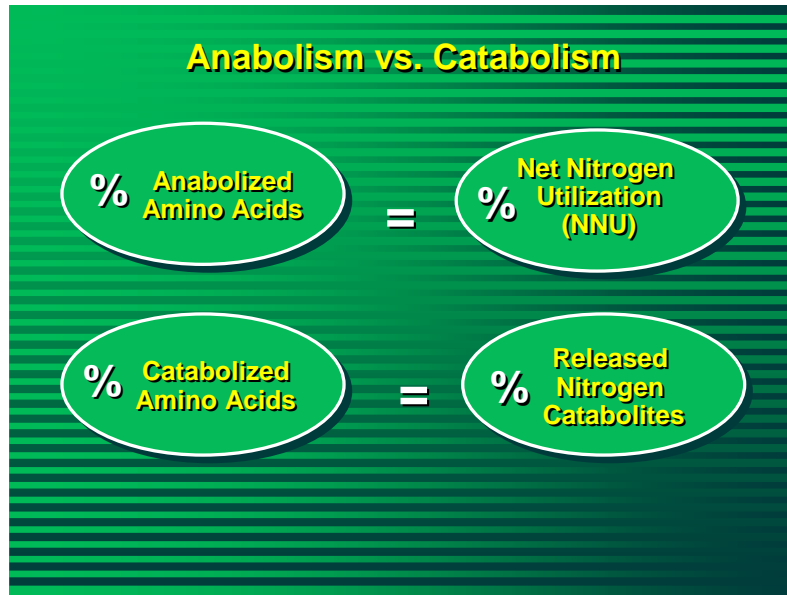 Anabolism vs. Catabolism
% Anabolized
Amino Acids
=
% Net Nitrogen
Utilization
(NNU)
% Catabolized
Amino Acids
=
% Released
Nitrogen
Catabolites